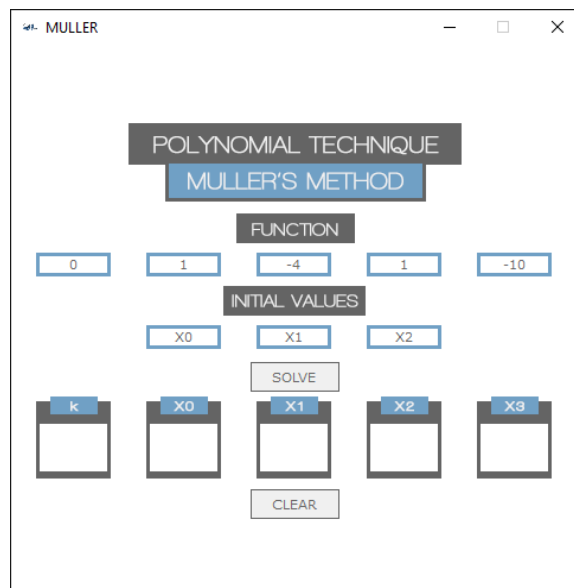 MULLER
POLYNOMIAL TECHNIQUE
MULLER'S METHOD
FUNCTION
0 1 -4 1 -10
INITIAL VALUES
X0 X1 X2
SOLVE
k X0 X1 X2 X3
CLEAR